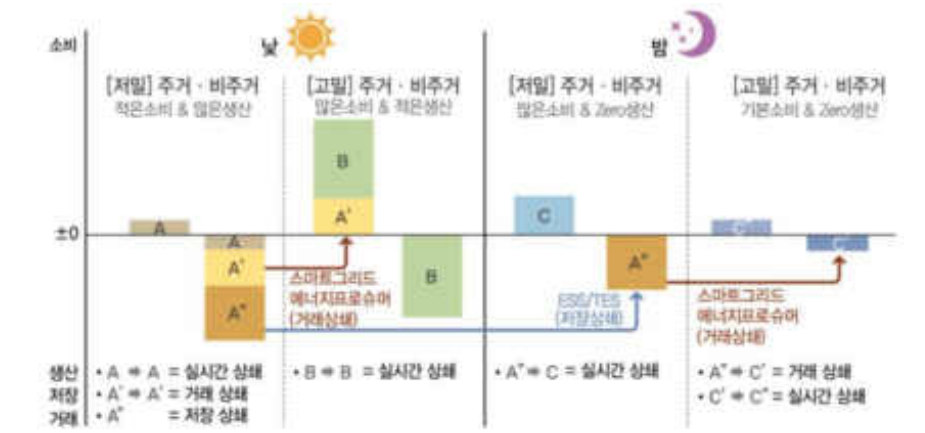 소비
낮
밤
[저밀] 주거 · 비주거
적은소비 & 많은생산
[고밀] 주거 · 비주거
많은소비 & 적은생산
[저밀] 주거 · 비주거
많은소비 & Zero생산
[고밀] 주거 · 비주거
기본소비 & Zero생산
B
A'
A
C
±0
A
A'
A"
B
A"
스마트그리드
에너지프로슈머
(거래상쇄)
ESS/TES
(저장상쇄)
스마트그리드
에너지프로슈머
(거래상쇄)
생산
저장
거래
• A ⇒ A = 실시간 상쇄
• A' ⇒ A' = 거래 상쇄
• A" = 저장 상쇄
• B ⇒ B = 실시간 상쇄
• A" ⇒ C = 실시간 상쇄
• A" ⇒ C' = 거래 상쇄
• C' ⇒ C" = 실시간 상쇄